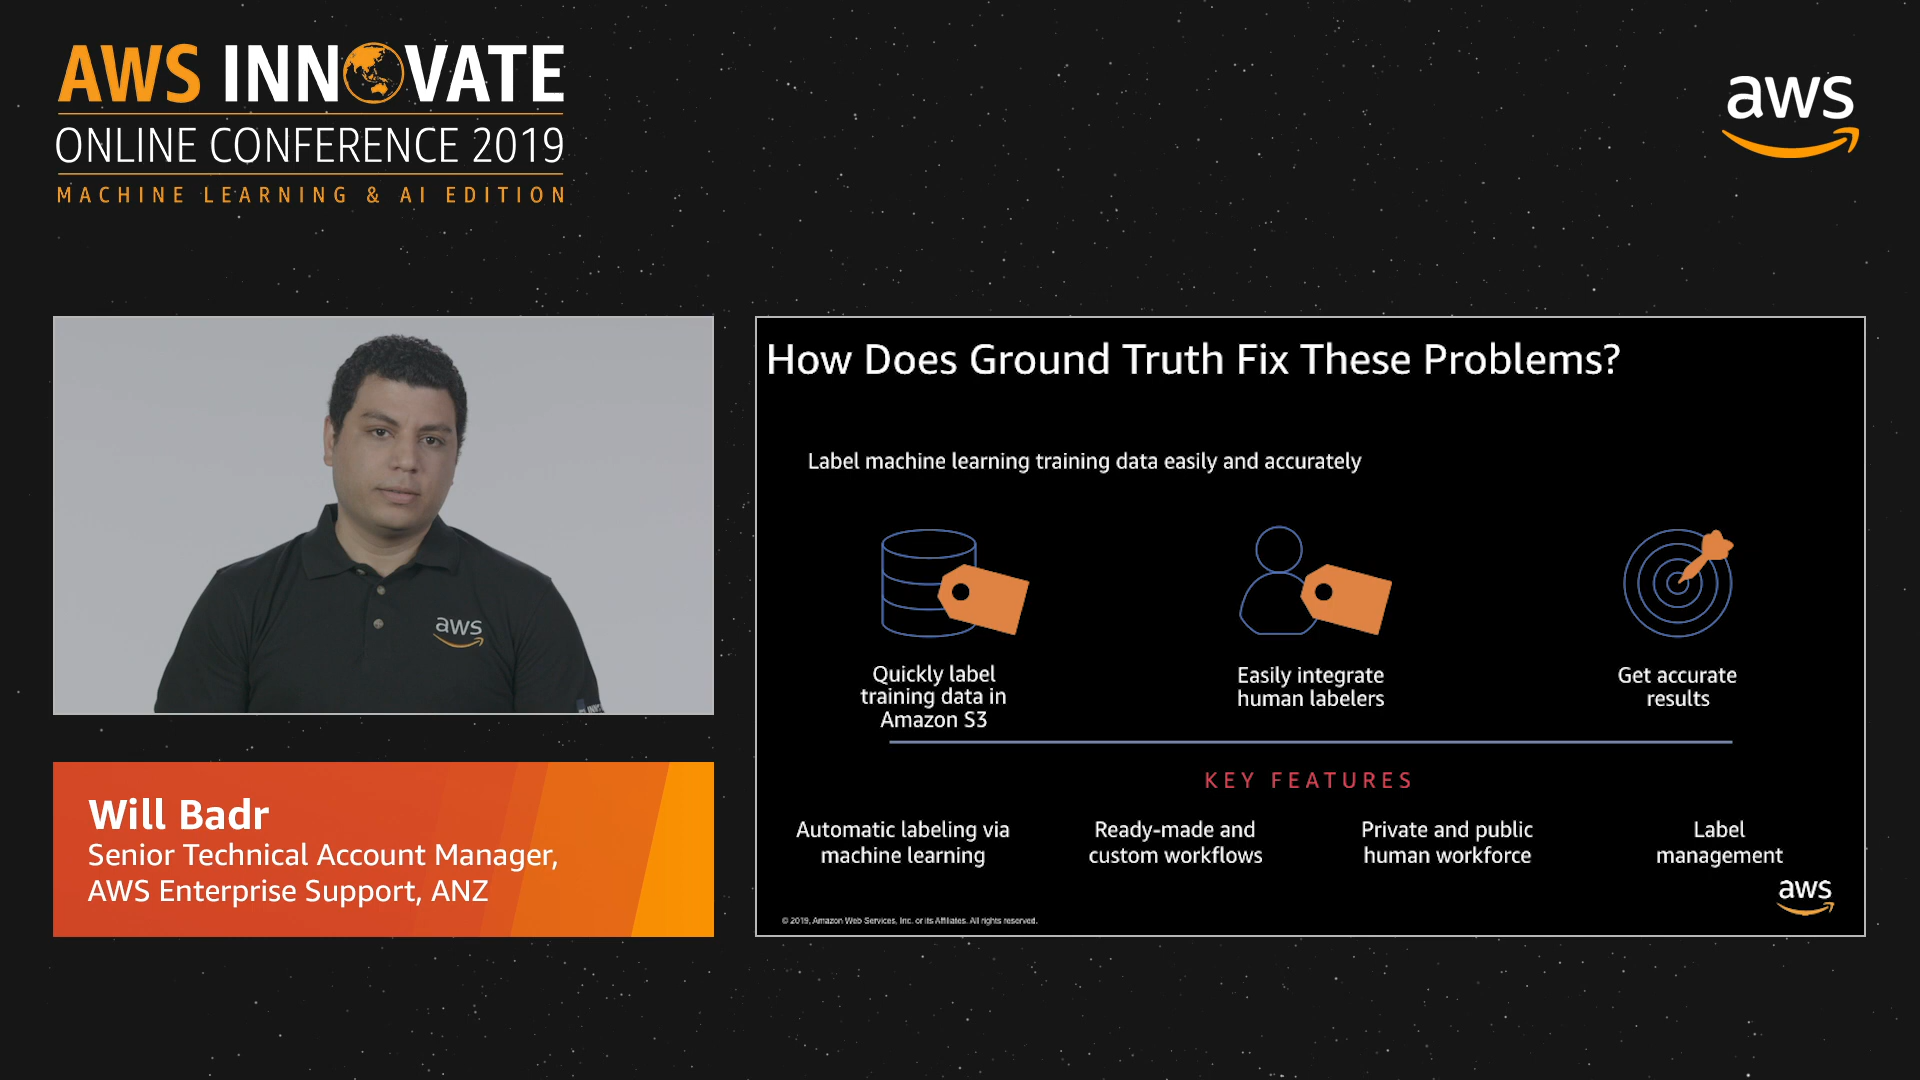 AWS INNOVATE
ONLINE CONFERENCE 2019
MACHINE LEARNING & AI EDITION
aws
aws
Will Badr
Senior Technical Account Manager,
AWS Enterprise Support, ANZ
How Does Ground Truth Fix These Problems?
Label machine learning training data easily and accurately
Quickly label
training data in
Amazon S3
Easily integrate
human labelers
Get accurate
results
KEY FEATURES
Automatic labeling via
machine learning
Ready-made and
custom workflows
Private and public
human workforce
Label
management
aws
© 2019, Amazon Web Services, Inc. or its Affiliates. All rights reserved.